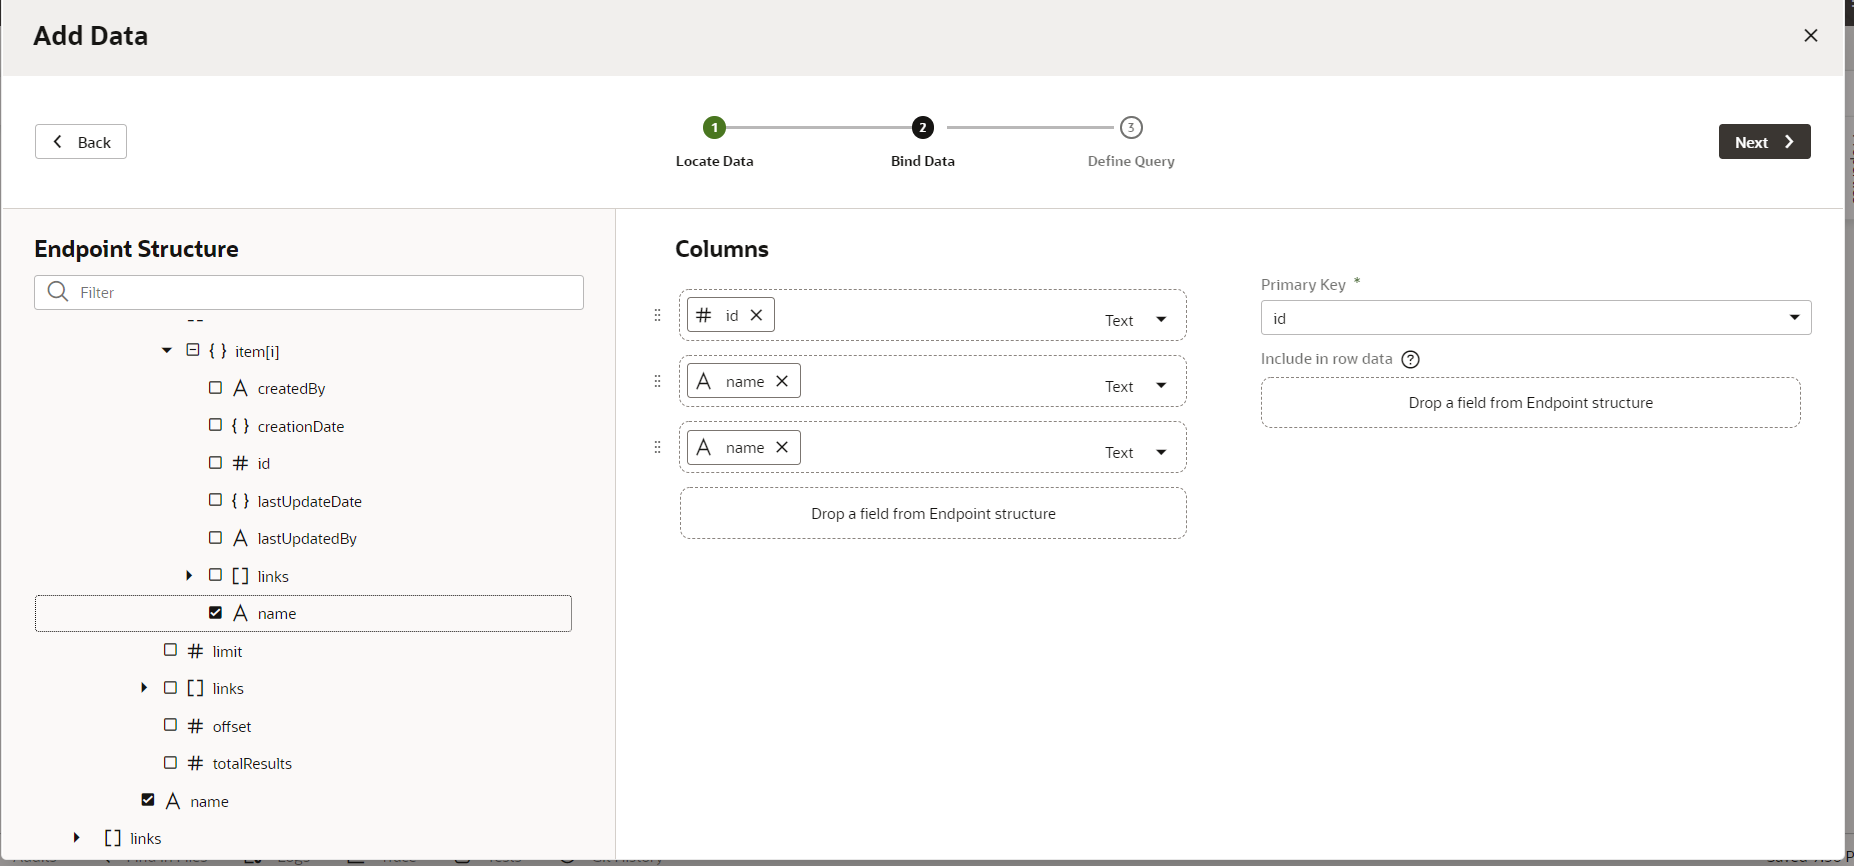 Add Data
Back
1
2
3
Locate Data
Bind Data
Define Query
Next
Endpoint Structure
Filter
item[i]
createdBy
creationDate
id
lastUpdateDate
lastUpdatedBy
links
name
limit
links
offset
totalResults
name
links
Columns
id
Text
name
Text
name
Text
Drop a field from Endpoint structure
Primary Key *
id
Include in row data
Drop a field from Endpoint structure